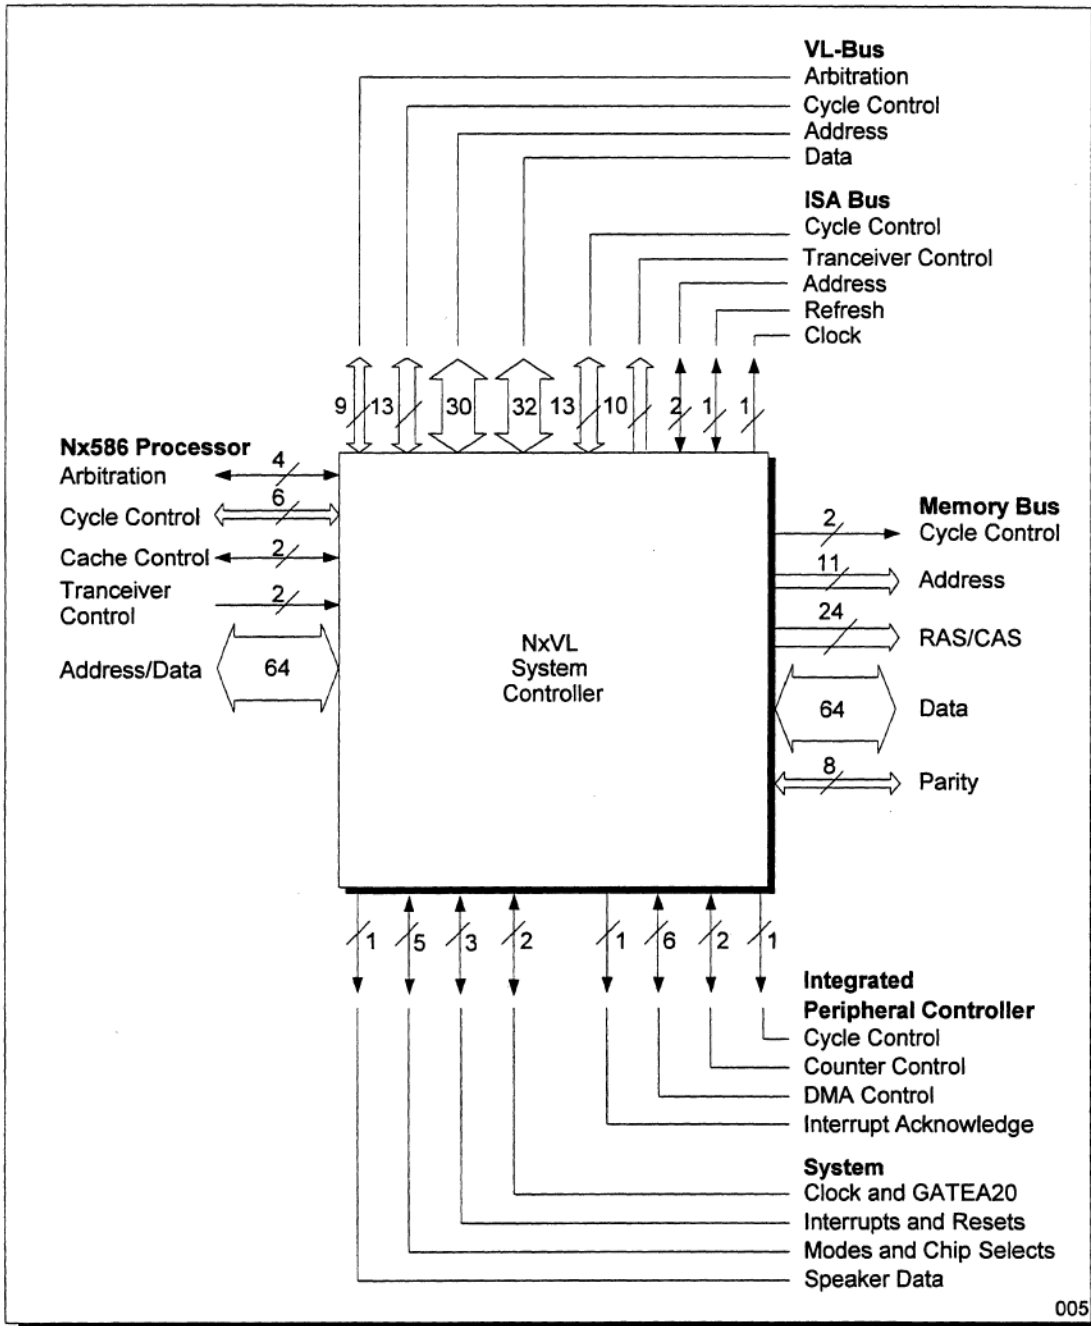 VL-Bus
Arbitration
Cycle Control
Address
Data
ISA Bus
Cycle Control
Tranceiver Control
Address
Refresh
Clock
9 13 30 32 13 10 2 1 1
Nx586 Processor
Arbitration
4
Cycle Control
6
Cache Control
2
Tranceiver
Control
2
Address/Data
64
NxVL
System
Controller
Memory Bus
2
Cycle Control
11
Address
24
RAS/CAS
64
Data
8
Parity
1 5 3 2 1 6 2 1
Integrated
Peripheral Controller
Cycle Control
Counter Control
DMA Control
Interrupt Acknowledge
System
Clock and GATEA20
Interrupts and Resets
Modes and Chip Selects
Speaker Data
005